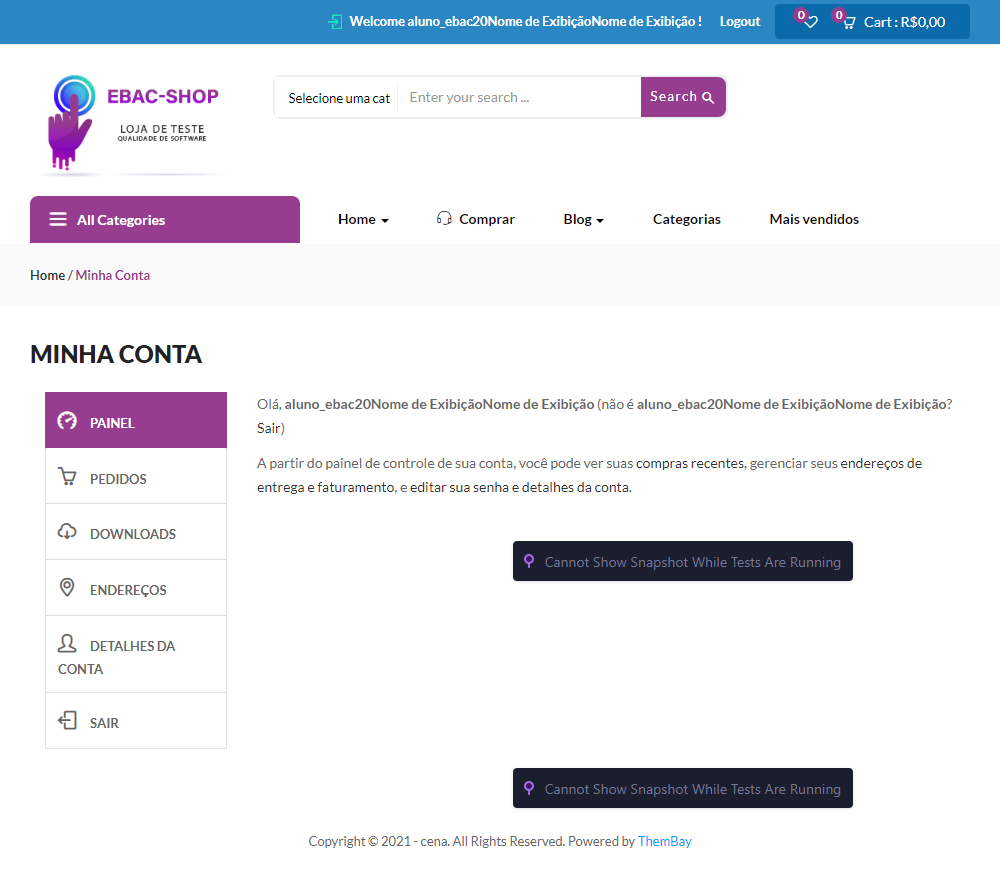 Welcome aluno_ebac20Nome de ExibiçãoNome de Exibição ! Logout 0 0 Cart : R$0,00
EBAC-SHOP
LOJA DE TESTE
QUALIDADE DE SOFTWARE
Selecione uma cat Enter your search ... Search
All Categories Home Comprar Blog Categorias Mais vendidos
Home / Minha Conta
MINHA CONTA
PAINEL
PEDIDOS
DOWNLOADS
ENDEREÇOS
DETALHES DA
CONTA
SAIR
Olá, aluno_ebac20Nome de ExibiçãoNome de Exibição (não é aluno_ebac20Nome de ExibiçãoNome de Exibição?
Sair)
A partir do painel de controle de sua conta, você pode ver suas compras recentes, gerenciar seus endereços de
entrega e faturamento, e editar sua senha e detalhes da conta.
Cannot Show Snapshot While Tests Are Running
Cannot Show Snapshot While Tests Are Running
Copyright © 2021 - cena. All Rights Reserved. Powered by ThemBay